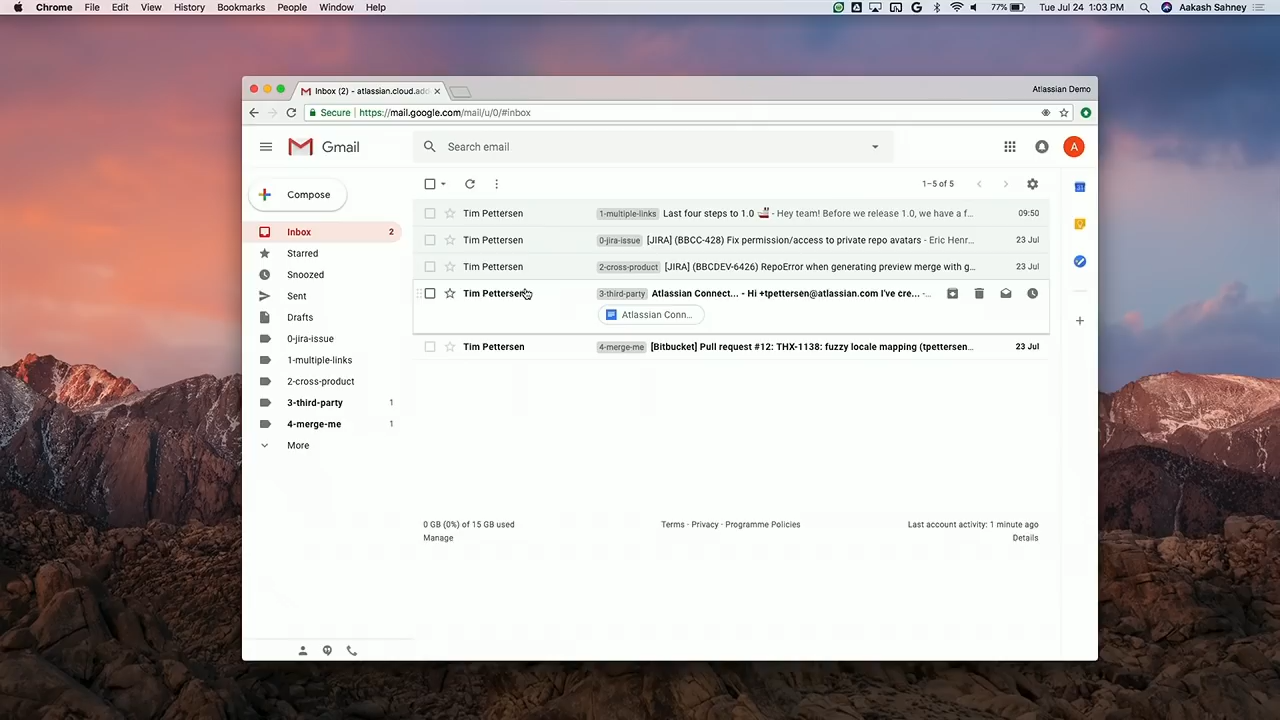 Chrome File Edit View History Bookmarks People Window Help 77% Tue Jul 24 1:03 PM Aakash Sahney
Inbox (2) - atlassian.cloud.add Atlassian Demo
Secure https://mail.google.com/mail/u/0/#inbox
Gmail Search email A
Compose 1–5 of 5
Inbox 2
Starred
Snoozed
Sent
Drafts
0-jira-issue
1-multiple-links
2-cross-product
3-third-party 1
4-merge-me 1
More
Tim Pettersen 1-multiple-links Last four steps to 1.0 🚢 - Hey team! Before we release 1.0, we have a f... 09:50
Tim Pettersen 0-jira-issue [JIRA] (BBCC-428) Fix permission/access to private repo avatars - Eric Henr... 23 Jul
Tim Pettersen 2-cross-product [JIRA] (BBCDEV-6426) RepoError when generating preview merge with g... 23 Jul
Tim Pettersen 3-third-party Atlassian Connect... - Hi +tpettersen@atlassian.com I've cre... -...
Atlassian Conn...
Tim Pettersen 4-merge-me [Bitbucket] Pull request #12: THX-1138: fuzzy locale mapping (tpettersen... 23 Jul
0 GB (0%) of 15 GB used Terms · Privacy · Programme Policies Last account activity: 1 minute ago
Manage Details